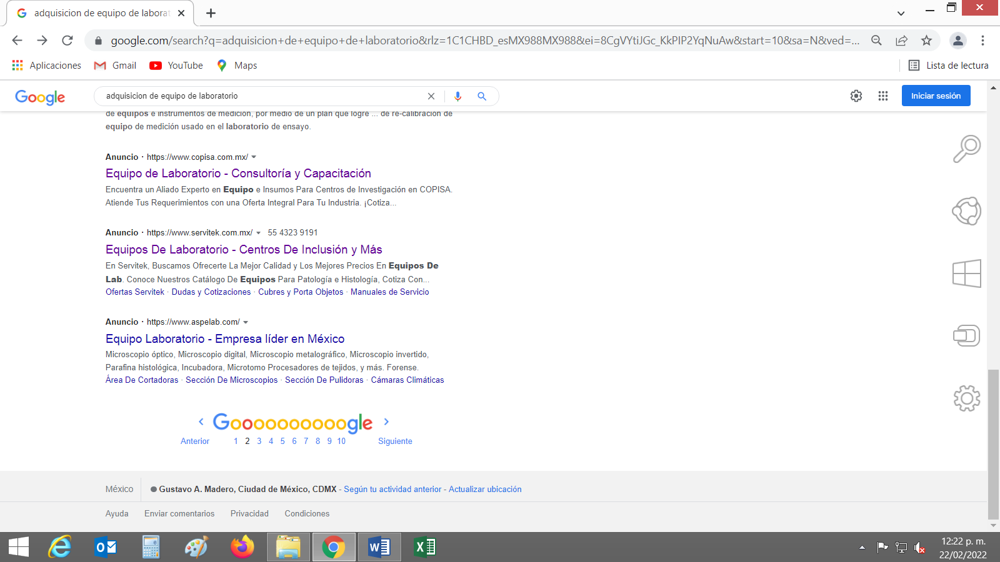 adquisicion de equipo de laborat
google.com/search?q=adquisicion+de+equipo+de+laboratorio&rlz=1C1CHBD_esMX988MX988&ei=8CgVYtiJGc_KkPIP2YqNuAw&start=10&sa=N&ved=...
Aplicaciones Gmail YouTube Maps Lista de lectura
Google adquisicion de equipo de laboratorio Iniciar sesión
de equipos e instrumentos de medición, por medio de un plan que logre ... de re-calibración de
equipo de medición usado en el laboratorio de ensayo.
Anuncio · https://www.copisa.com.mx/
Equipo de Laboratorio - Consultoría y Capacitación
Encuentra un Aliado Experto en Equipo e Insumos Para Centros de Investigación en COPISA.
Atiende Tus Requerimientos con una Oferta Integral Para Tu Industria. ¡Cotiza...
Anuncio · https://www.servitek.com.mx/ 55 4323 9191
Equipos De Laboratorio - Centros De Inclusión y Más
En Servitek, Buscamos Ofrecerte La Mejor Calidad y Los Mejores Precios En Equipos De
Lab. Conoce Nuestros Catálogo De Equipos Para Patología e Histología, Cotiza Con...
Ofertas Servitek · Dudas y Cotizaciones · Cubres y Porta Objetos · Manuales de Servicio
Anuncio · https://www.aspelab.com/
Equipo Laboratorio - Empresa líder en México
Microscopio óptico, Microscopio digital, Microscopio metalográfico, Microscopio invertido,
Parafina histológica, Incubadora, Microtomo Procesadores de tejidos, y más. Forense.
Área De Cortadoras · Sección De Microscopios · Sección De Pulidoras · Cámaras Climáticas
< Goooooooooogle >
Anterior 1 2 3 4 5 6 7 8 9 10 Siguiente
México Gustavo A. Madero, Ciudad de México, CDMX - Según tu actividad anterior - Actualizar ubicación
Ayuda Enviar comentarios Privacidad Condiciones
12:22 p. m.
22/02/2022